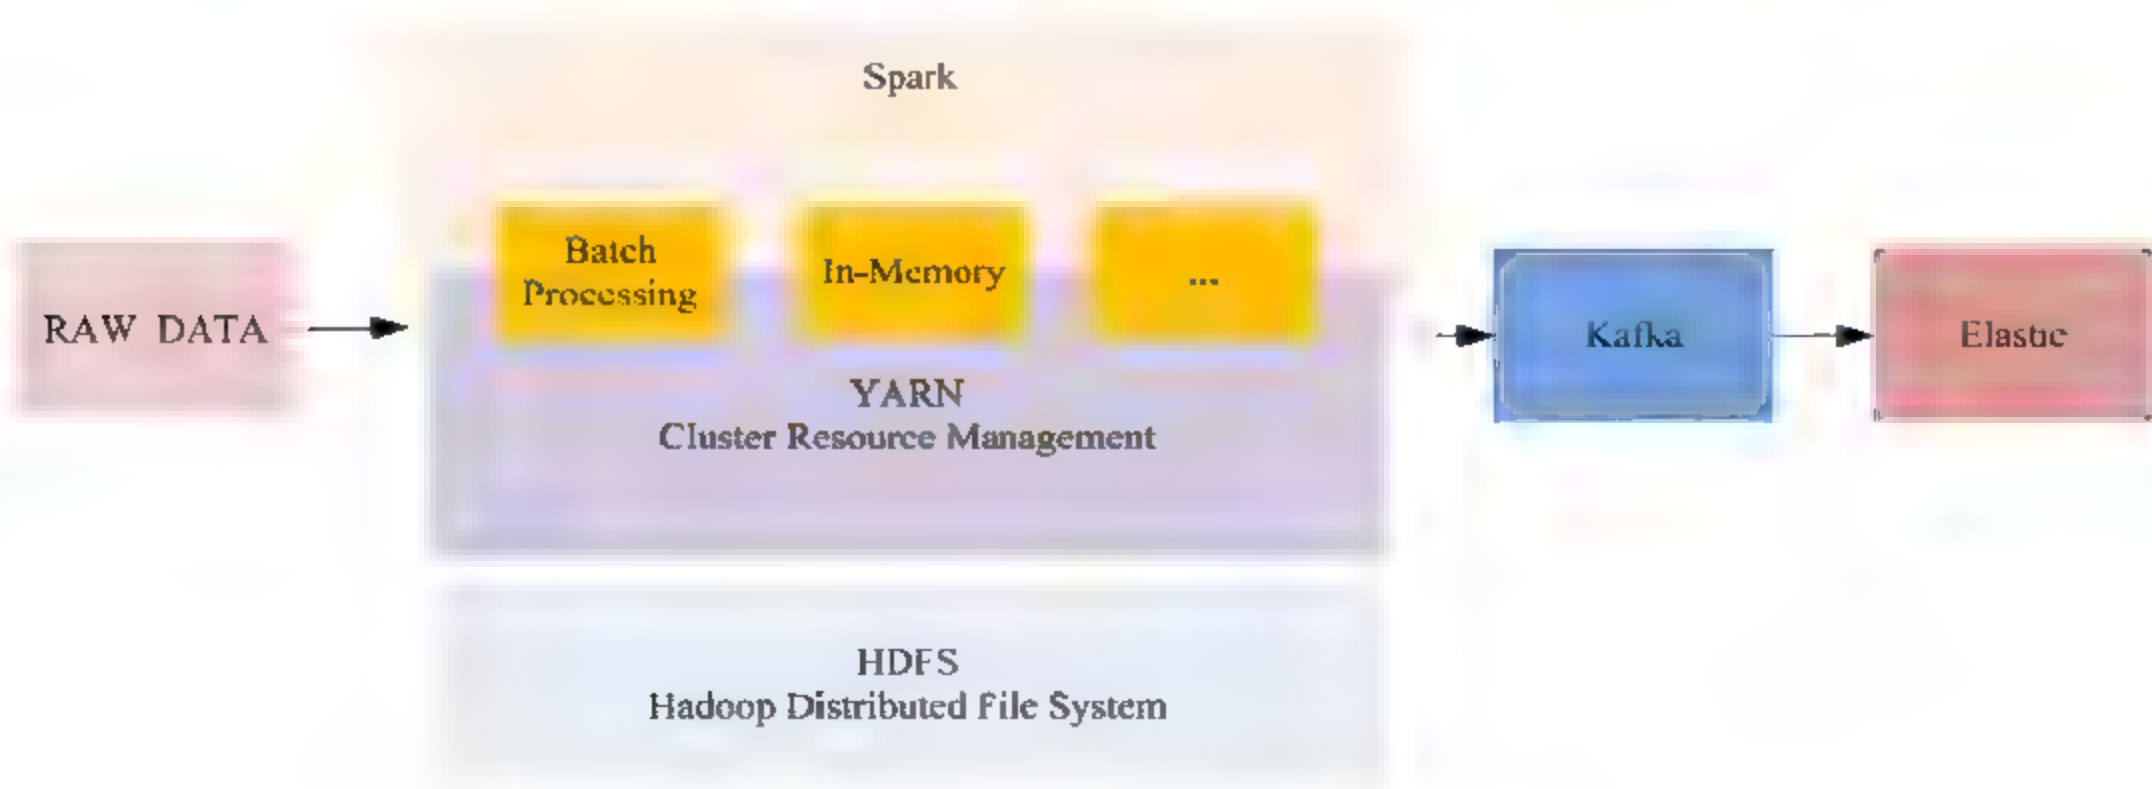 Spark
Batch
Processing
In-Memory
...
RAW DATA
Kafka
Elastic
YARN
Cluster Resource Management
HDFS
Hadoop Distributed File System